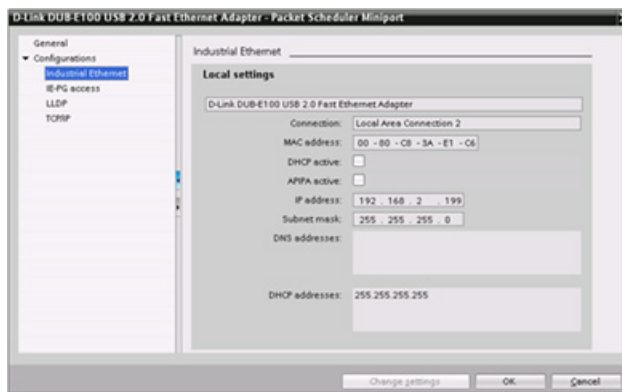 D-Link DUB-E100 USB 2.0 Fast Ethernet Adapter - Packet Scheduler Miniport
General
Configurations
Industrial Ethernet
IE-PG access
LLDP
TCP/IP
Industrial Ethernet
Local settings
D-Link DUB-E100 USB 2.0 Fast Ethernet Adapter
Connection: Local Area Connection 2
MAC address: 00 - 80 - C8 - 3A - E1 - C6
DHCP active:
APIPA active:
IP address: 192 . 168 . 2 . 199
Subnet mask: 255 . 255 . 255 . 0
DNS addresses:
DHCP addresses: 255.255.255.255
Change settings OK Cancel